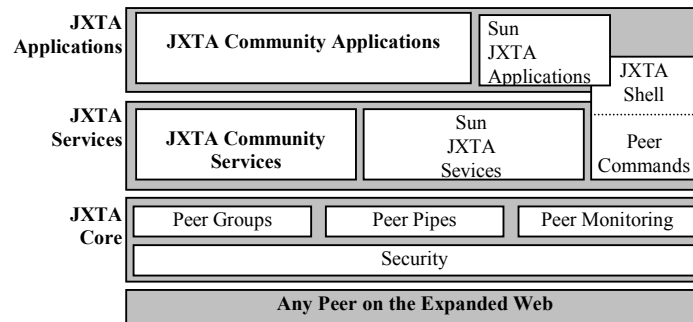 JXTA
Applications
JXTA Community Applications
Sun
JXTA
Applications
JXTA
Shell
Peer
Commands
JXTA
Services
JXTA Community
Services
Sun
JXTA
Sevices
JXTA
Core
Peer Groups
Peer Pipes
Peer Monitoring
Security
Any Peer on the Expanded Web